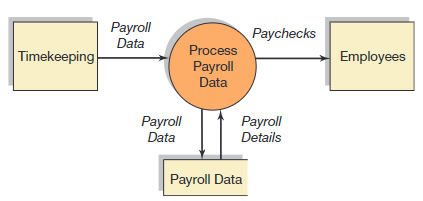 Payroll
Data
Paychecks
Timekeeping
Process
Payroll
Data
Employees
Payroll
Data
Payroll
Details
Payroll Data